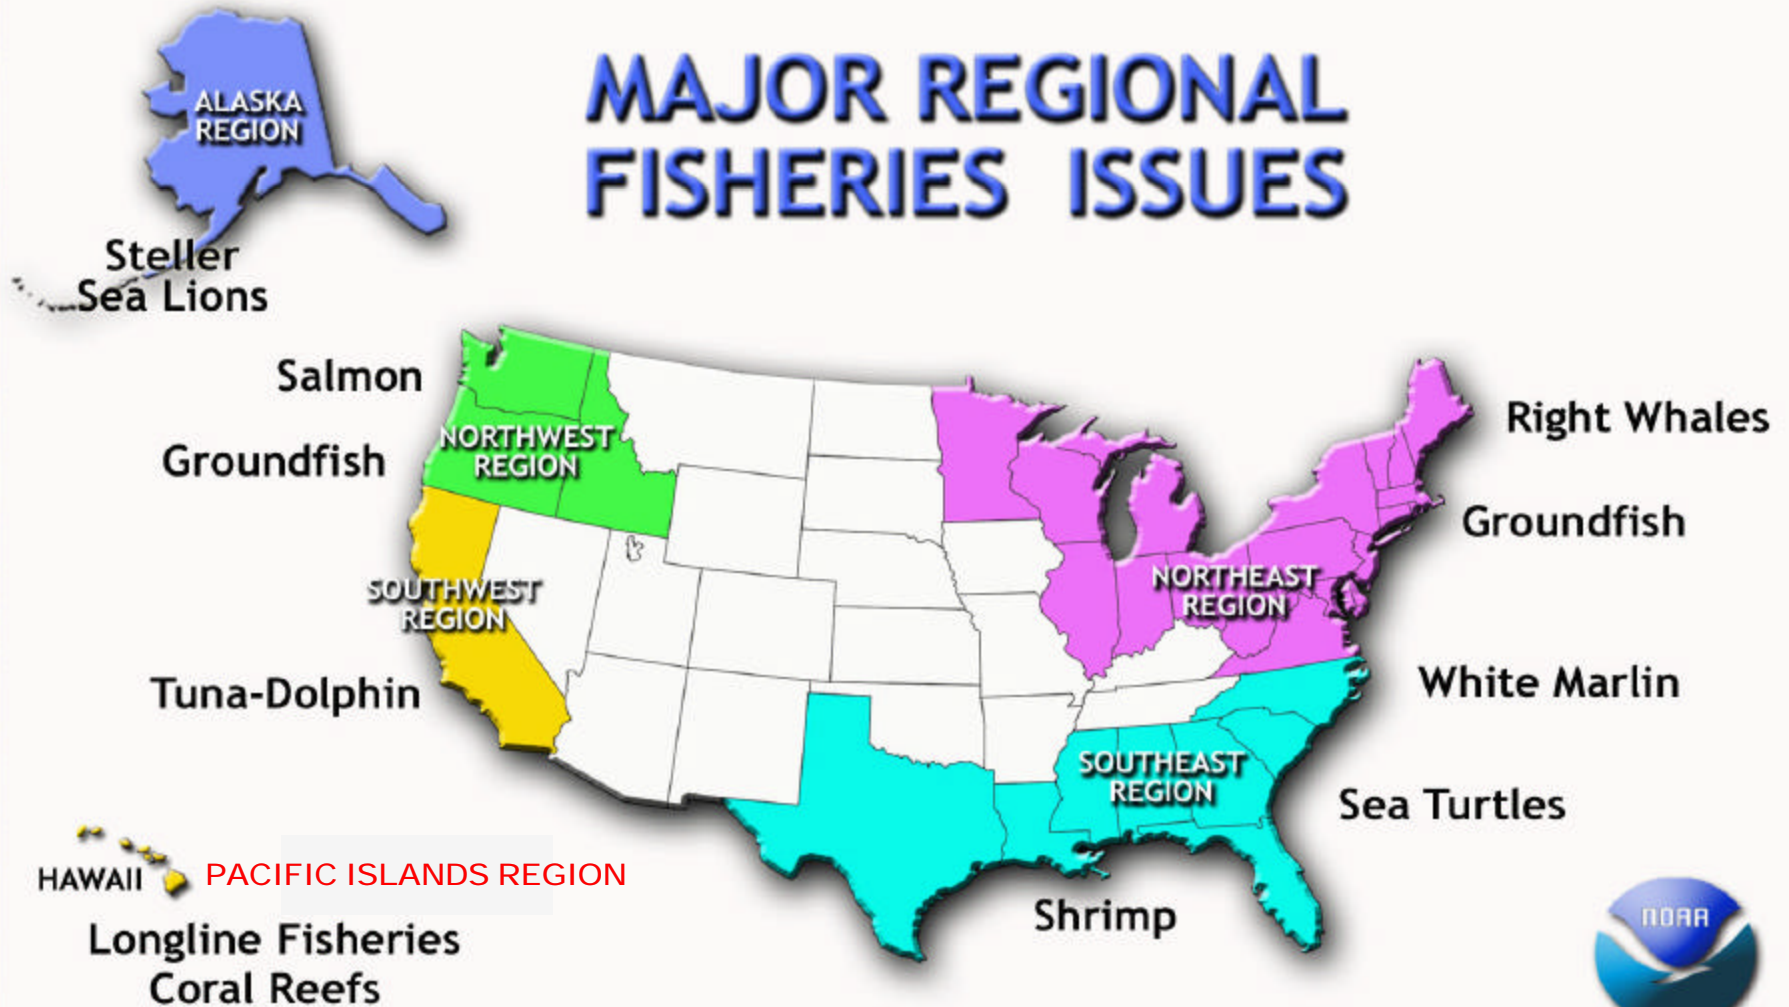 MAJOR REGIONAL
FISHERIES ISSUES
ALASKA
REGION
Steller
Sea Lions
Salmon
Groundfish
NORTHWEST
REGION
SOUTHWEST
REGION
Tuna-Dolphin
Right Whales
Groundfish
NORTHEAST
REGION
White Marlin
SOUTHEAST
REGION
Sea Turtles
Shrimp
HAWAII
PACIFIC ISLANDS REGION
Longline Fisheries
Coral Reefs
NOAA